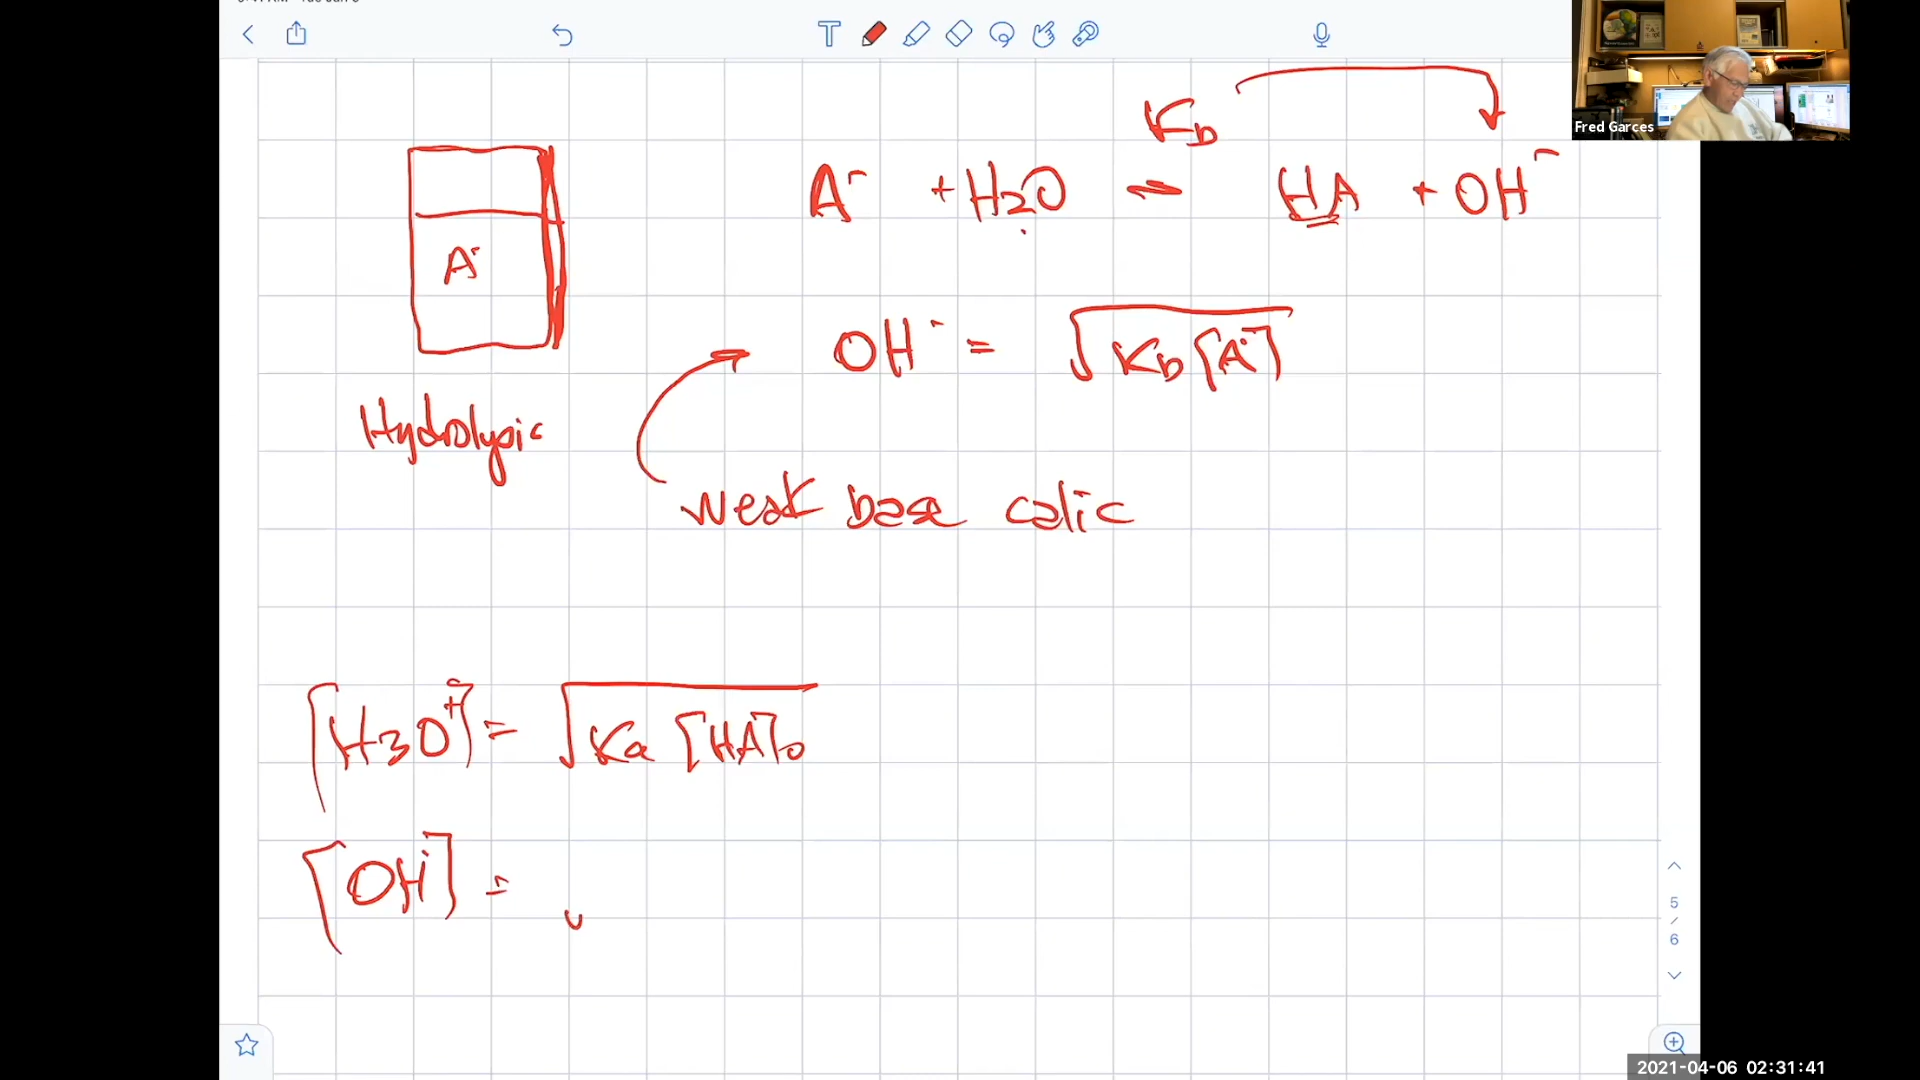 Fred Garces
Kb
A⁻ + H2O ⇌ HA + OH⁻
A⁻
OH⁻ = √Kb[A⁻]
Hydrolysis
weak base calic
[H3O⁺] = √Ka [HA]o
[OH⁻] =
5
/
6
2021-04-06 02:31:41